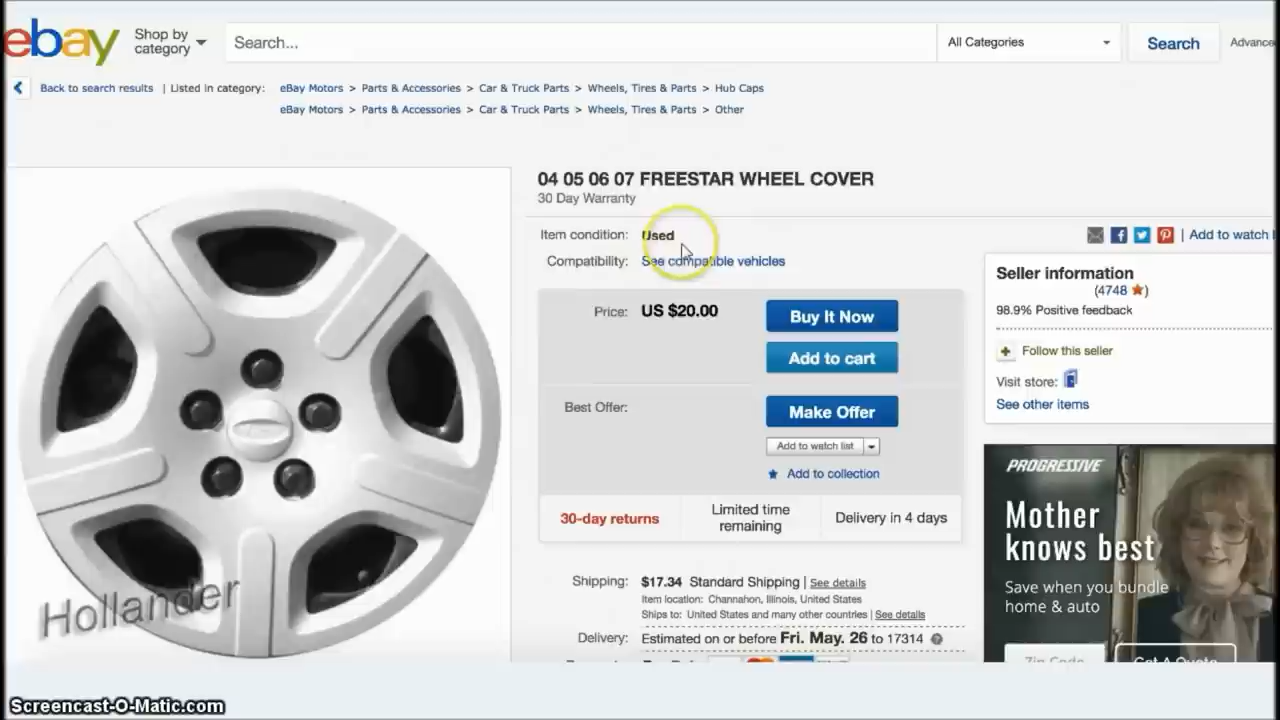 ebay
Shop by category
Search...
All Categories
Search
Advance
Back to search results | Listed in category: eBay Motors > Parts & Accessories > Car & Truck Parts > Wheels, Tires & Parts > Hub Caps
eBay Motors > Parts & Accessories > Car & Truck Parts > Wheels, Tires & Parts > Other
04 05 06 07 FREESTAR WHEEL COVER
30 Day Warranty
Item condition: Used
Compatibility: See compatible vehicles
Price: US $20.00
Buy It Now
Add to cart
Best Offer:
Make Offer
Add to watch list
Add to collection
30-day returns
Limited time remaining
Delivery in 4 days
Shipping: $17.34 Standard Shipping | See details
Item location: Channahon, Illinois, United States
Ships to: United States and many other countries | See details
Delivery: Estimated on or before Fri. May. 26 to 17314
Hollander
| Add to watch l
Seller information
(4748 ★)
98.9% Positive feedback
Follow this seller
Visit store:
See other items
PROGRESSIVE
Mother
knows best
Save when you bundle
home & auto
Zip Code
Get A Quote
Screencast-O-Matic.com